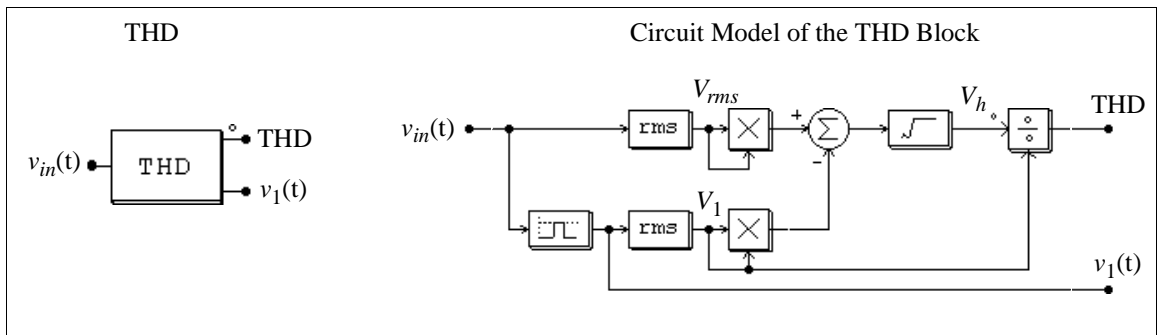 THD
Circuit Model of the THD Block
v_in(t)
THD
THD
v_1(t)
v_in(t)
rms
V_rms
+
Σ
-
V_h
÷
THD
rms
V_1
v_1(t)